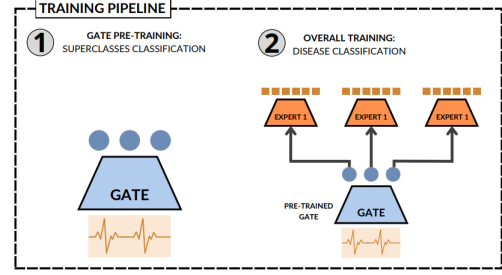 TRAINING PIPELINE
1
GATE PRE-TRAINING:
SUPERCLASSES CLASSIFICATION
GATE
2
OVERALL TRAINING:
DISEASE CLASSIFICATION
EXPERT 1
EXPERT 1
EXPERT 1
PRE-TRAINED
GATE
GATE